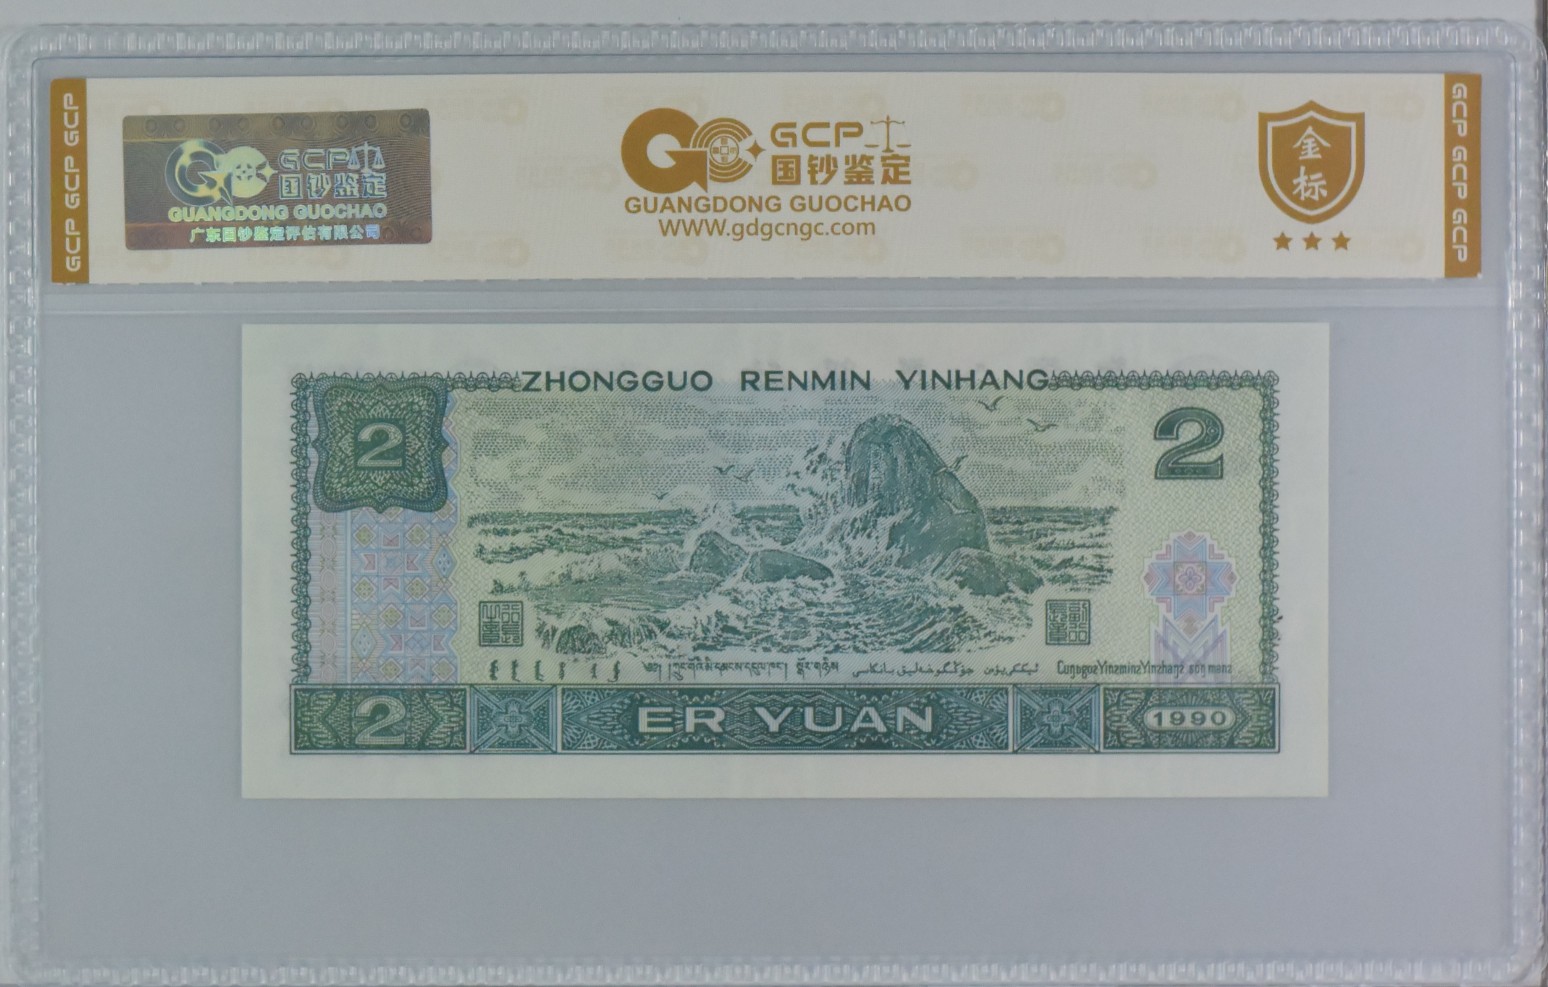 GCP GCP GCP
GCP
国钞鉴定
GUANGDONG GUOCHAO
广东国钞鉴定评估有限公司
GCP
国钞鉴定
GUANGDONG GUOCHAO
WWW.gdgcngc.com
金标
GCP GCP GCP
ZHONGGUO RENMIN YINHANG
2
2
2
ER YUAN
1990